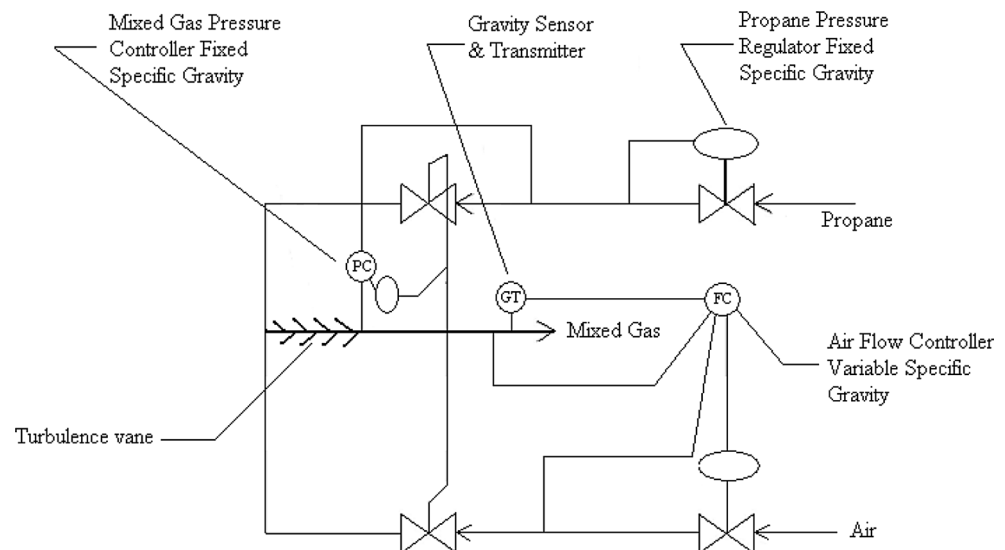 Mixed Gas Pressure
Controller Fixed
Specific Gravity
Gravity Sensor
& Transmitter
Propane Pressure
Regulator Fixed
Specific Gravity
Propane
PC
GT
FC
Mixed Gas
Air Flow Controller
Variable Specific
Gravity
Turbulence vane
Air